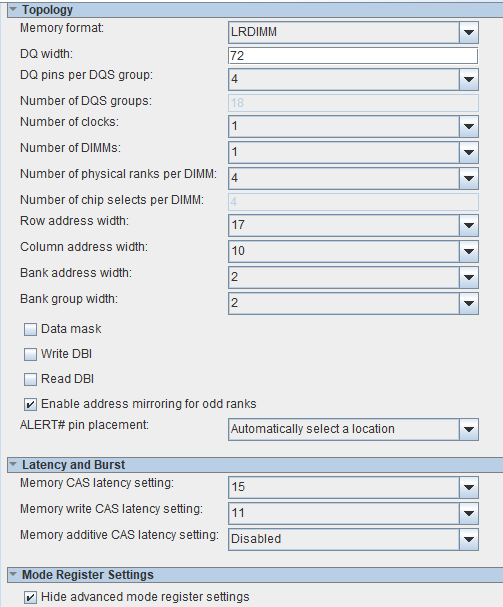 Topology
Memory format: LRDIMM
DQ width: 72
DQ pins per DQS group: 4
Number of DQS groups: 18
Number of clocks: 1
Number of DIMMs: 1
Number of physical ranks per DIMM: 4
Number of chip selects per DIMM: 4
Row address width: 17
Column address width: 10
Bank address width: 2
Bank group width: 2
Data mask
Write DBI
Read DBI
Enable address mirroring for odd ranks
ALERT# pin placement: Automatically select a location
Latency and Burst
Memory CAS latency setting: 15
Memory write CAS latency setting: 11
Memory additive CAS latency setting: Disabled
Mode Register Settings
Hide advanced mode register settings